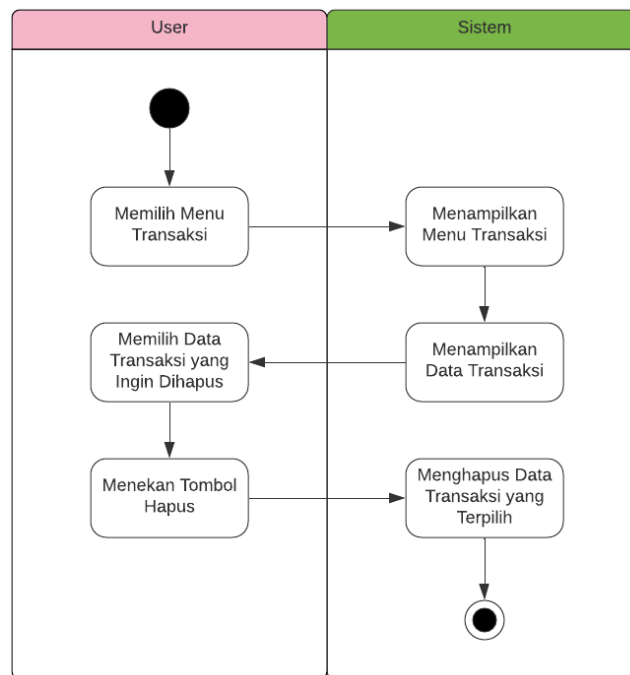 User
Sistem
Memilih Menu
Transaksi
Menampilkan
Menu Transaksi
Menampilkan
Data Transaksi
Memilih Data
Transaksi yang
Ingin Dihapus
Menekan Tombol
Hapus
Menghapus Data
Transaksi yang
Terpilih